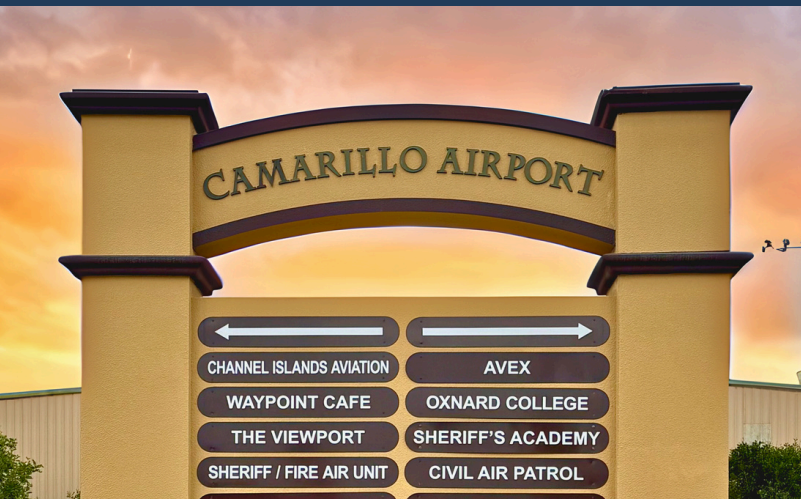 CAMARILLO AIRPORT
CHANNEL ISLANDS AVIATION
AVEX
WAYPOINT CAFE
OXNARD COLLEGE
THE VIEWPORT
SHERIFF'S ACADEMY
SHERIFF / FIRE AIR UNIT
CIVIL AIR PATROL